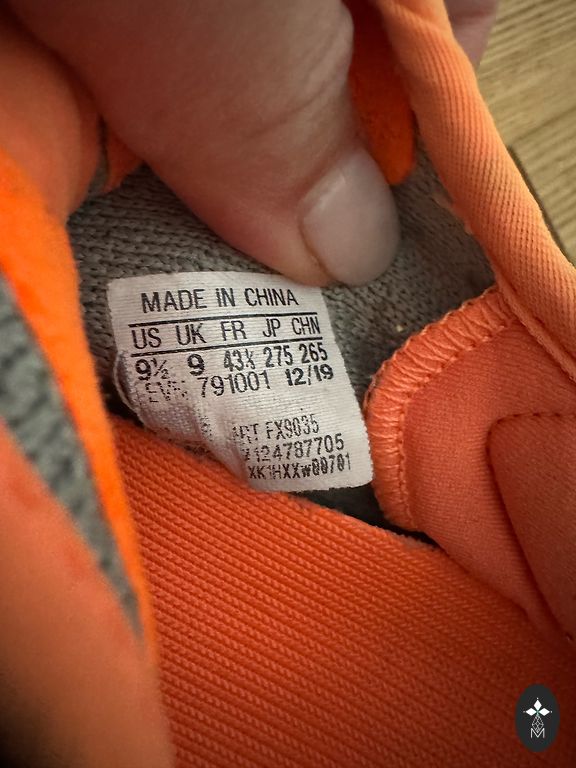 MADE IN CHINA
US UK FR JP CHN
9½ 9 43⅓ 275 265
791001 12/19
ART FX9035
124787705
XK1HXXW00701
M